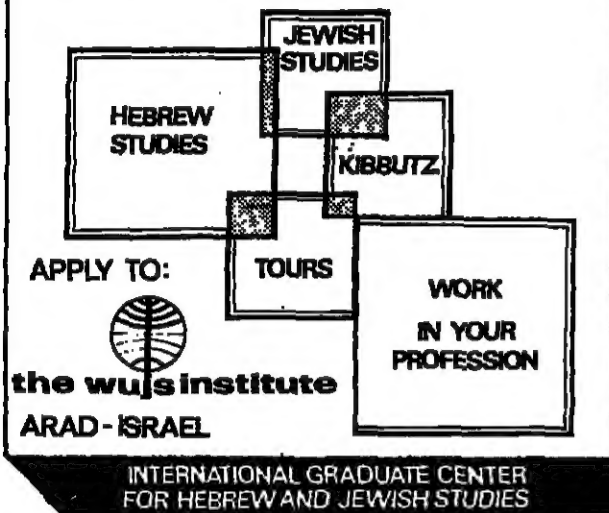 JEWISH
STUDIES
HEBREW
STUDIES
KIBBUTZ
TOURS
WORK
IN YOUR
PROFESSION
APPLY TO:
the wujs institute
ARAD-ISRAEL
INTERNATIONAL GRADUATE CENTER
FOR HEBREW AND JEWISH STUDIES